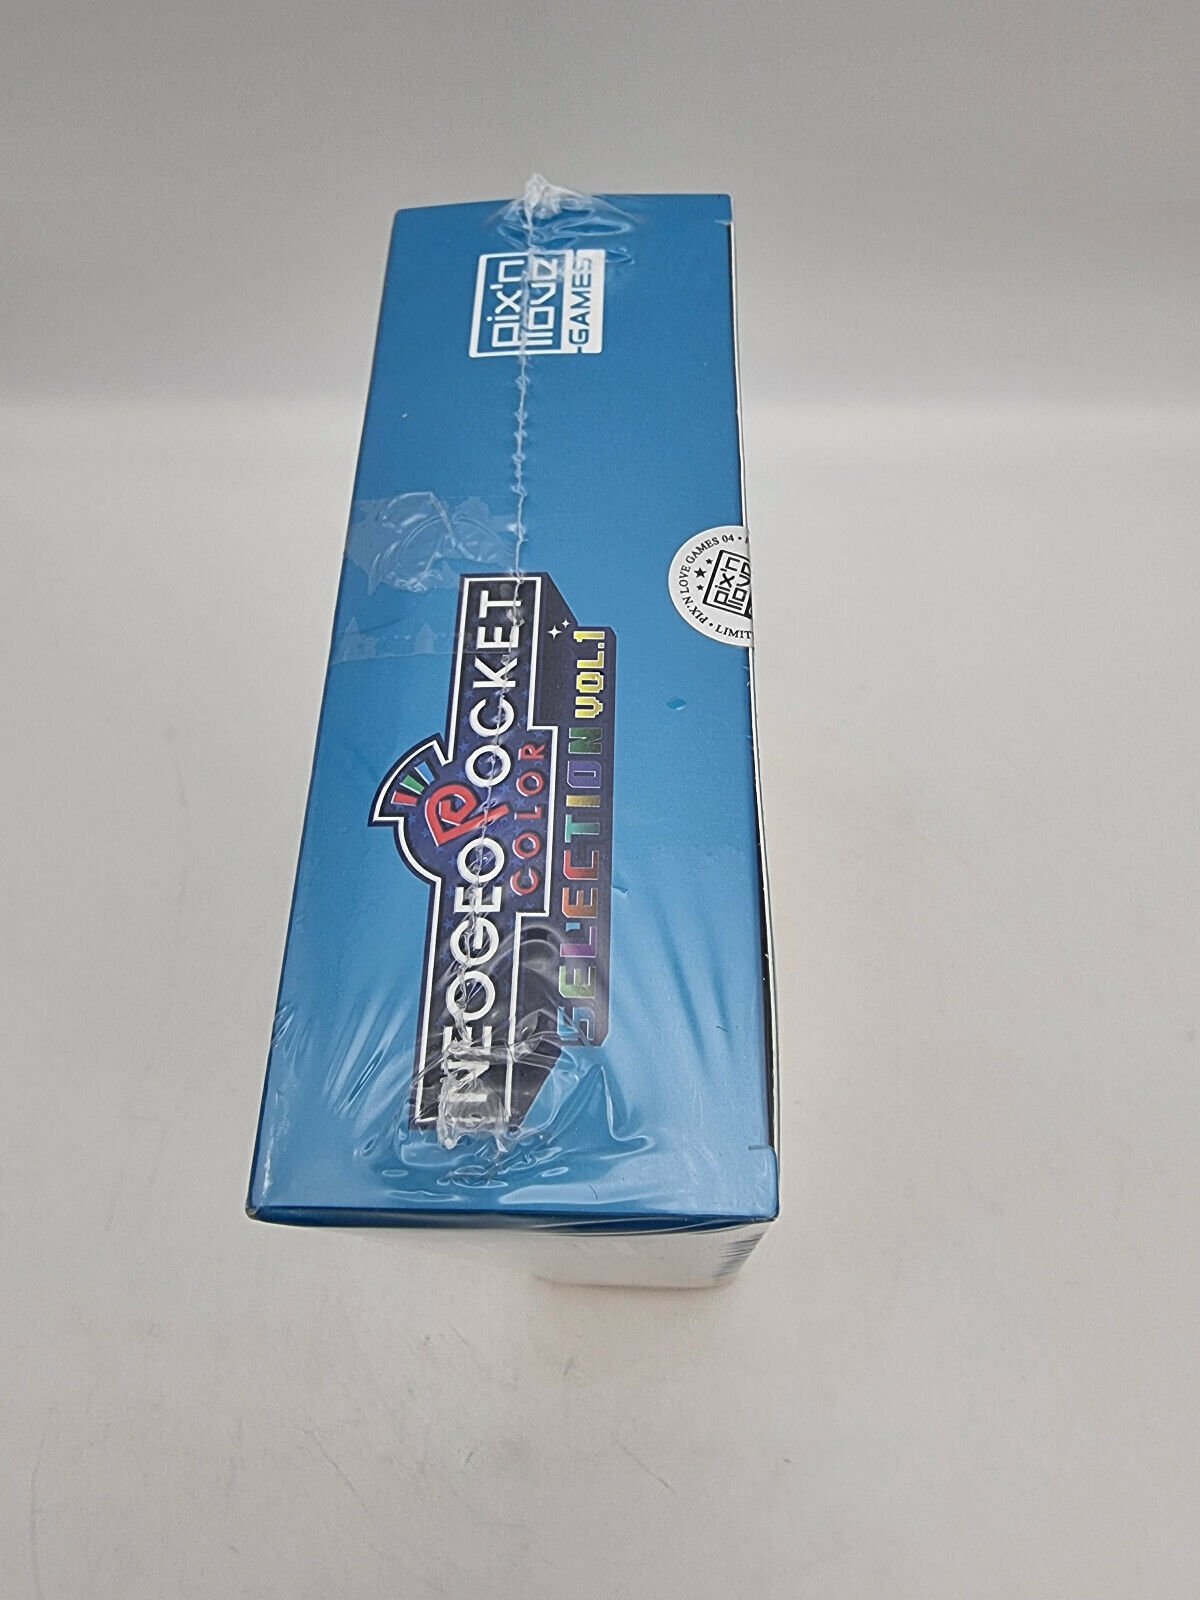 pix'n
love
GAMES
PIX'N LOVE GAMES 04 •
pix'n
love
• LIMIT
NEOGEO POCKET
COLOR
SELECTION VOL.1